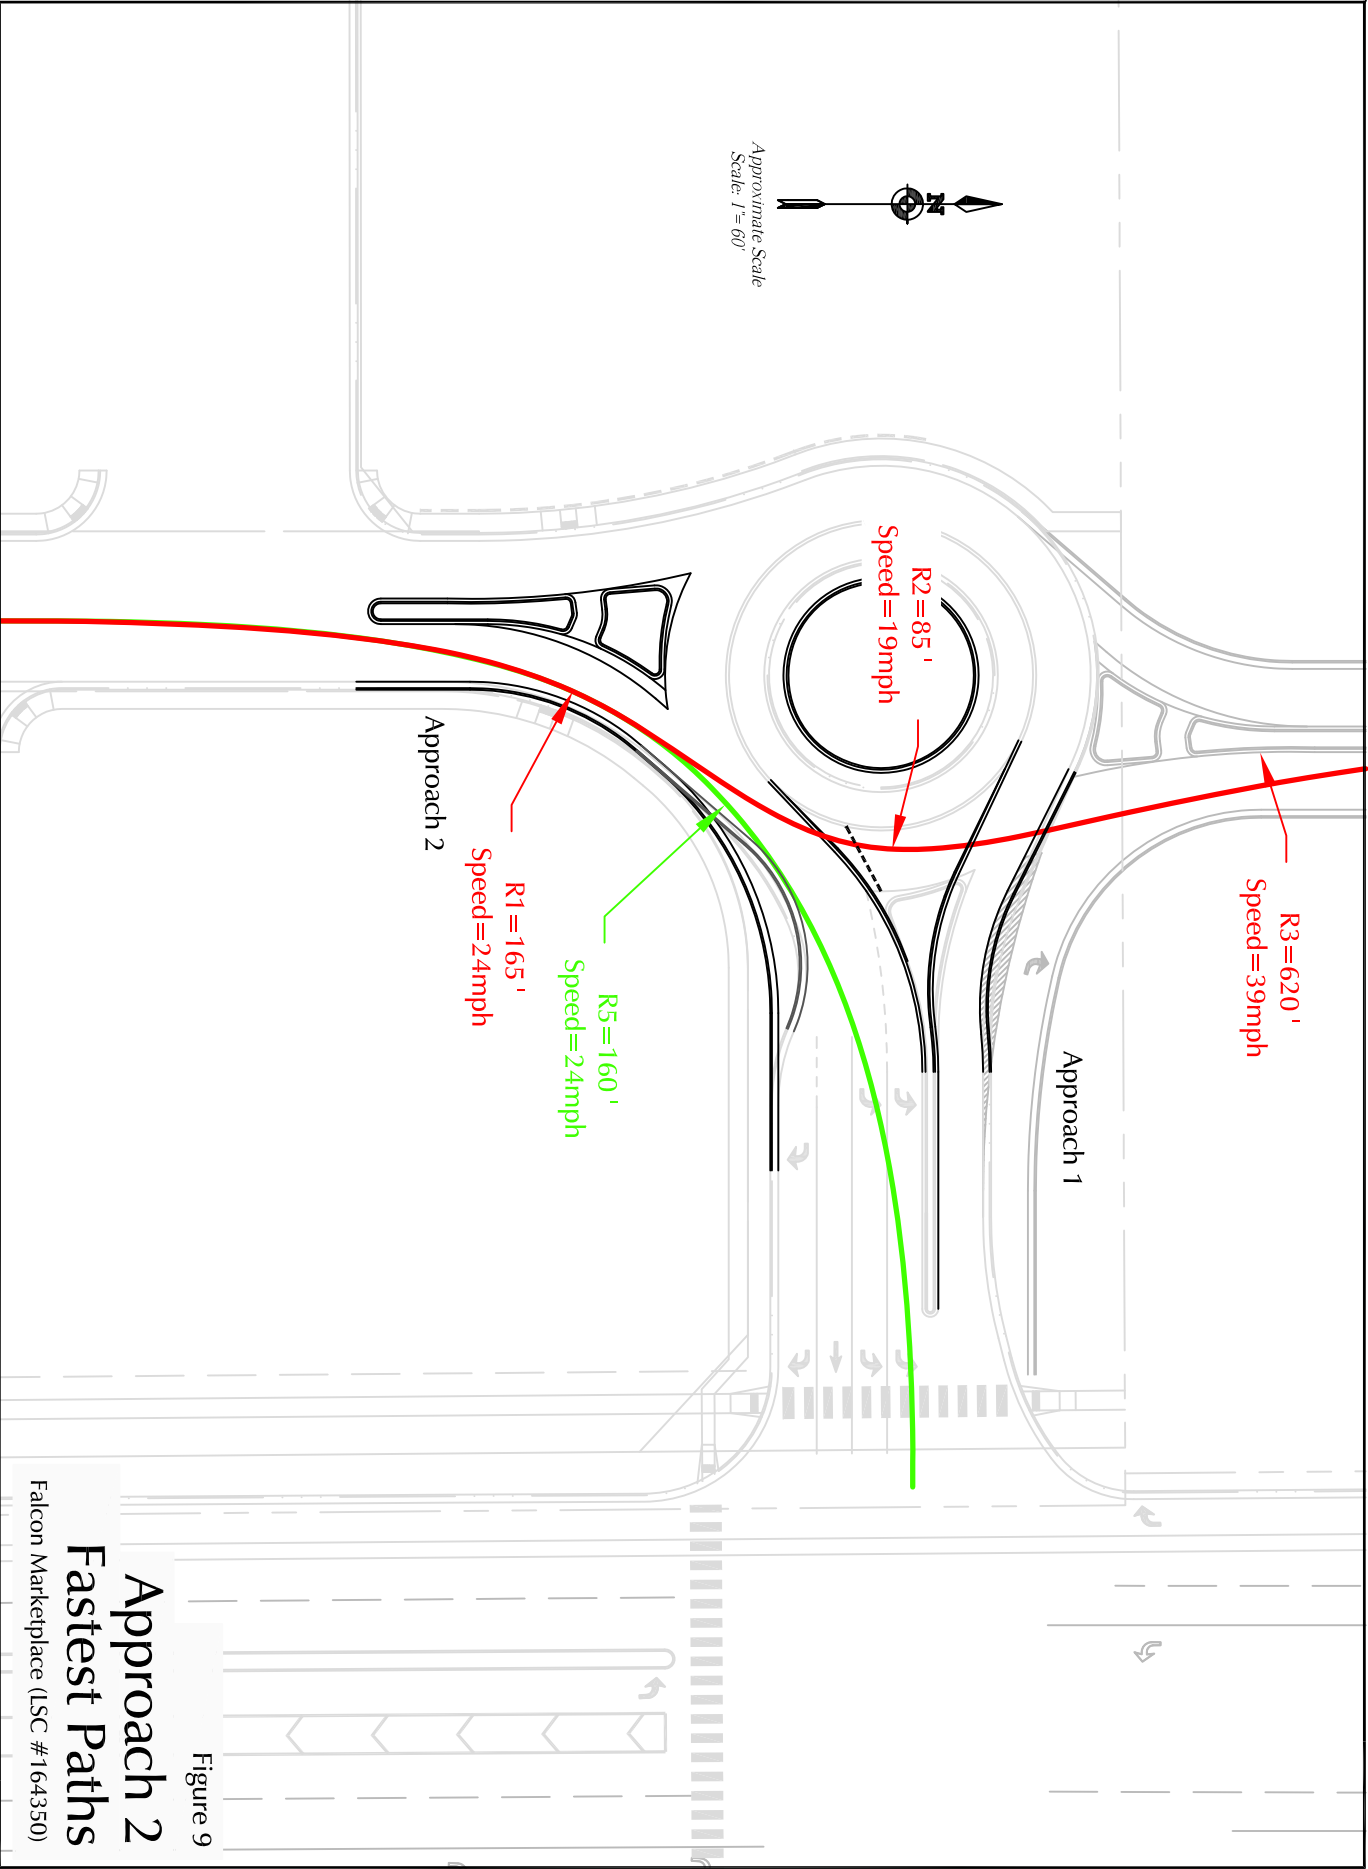 R3=620'
Speed=39mph
Approach 1
N
R2=85'
Speed=19mph
Approximate Scale
Scale: 1"= 60'
R5=160'
Speed=24mph
R1=165'
Speed=24mph
Approach 2
Figure 9
Approach 2
Fastest Paths
Falcon Marketplace (LSC #164350)